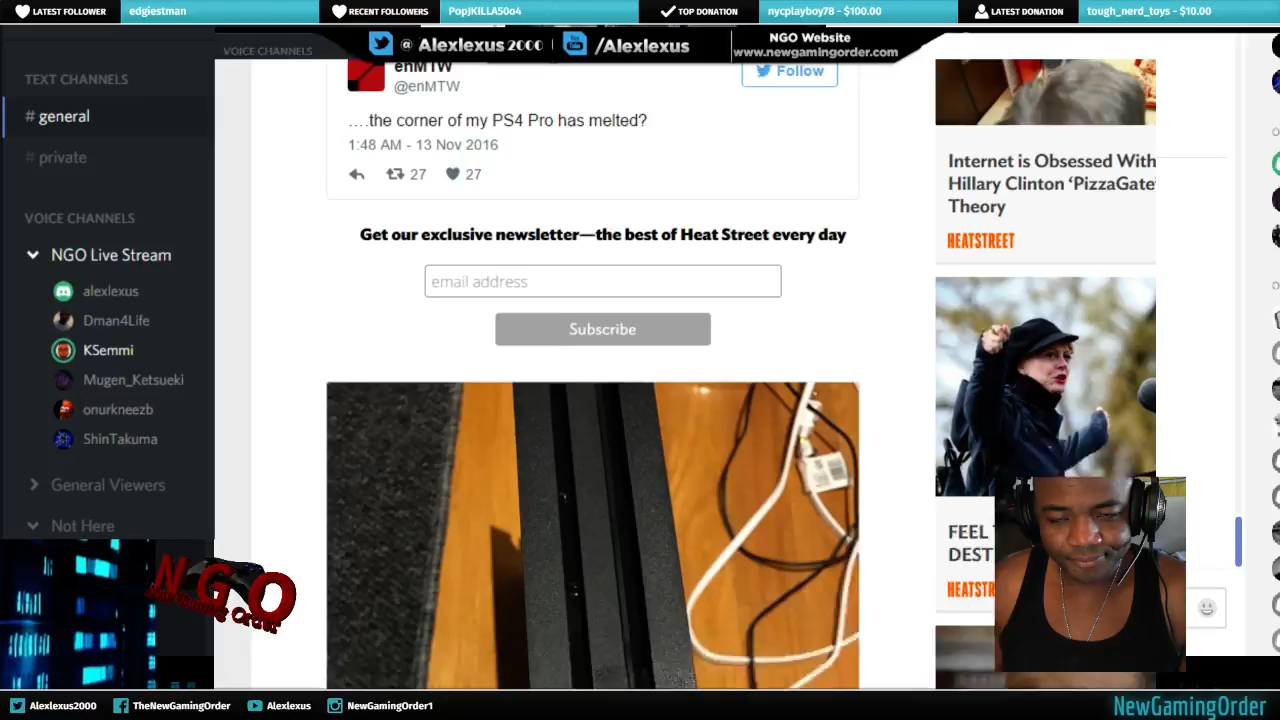 LATEST FOLLOWER
edgiestman
RECENT FOLLOWERS
PopJKILLA50o4
TOP DONATION
nycplayboy78 - $100.00
LATEST DONATION
tough_nerd_toys - $10.00
@ Alexlexus2000
/Alexlexus
NGO Website
www.newgamingorder.com
VOICE CHANNELS
TEXT CHANNELS
# general
# private
VOICE CHANNELS
NGO Live Stream
alexlexus
Dman4Life
KSemmi
Mugen_Ketsueki
onurkneezb
ShinTakuma
General Viewers
Not Here
enMTW
@enMTW
Follow
....the corner of my PS4 Pro has melted?
1:48 AM - 13 Nov 2016
27
27
Get our exclusive newsletter—the best of Heat Street every day
email address
Subscribe
Internet is Obsessed With
Hillary Clinton ‘PizzaGate’
Theory
HEATSTREET
FEEL
DEST
HEATSTR
NGO
Alexlexus2000
TheNewGamingOrder
Alexlexus
NewGamingOrder1
NewGamingOrder